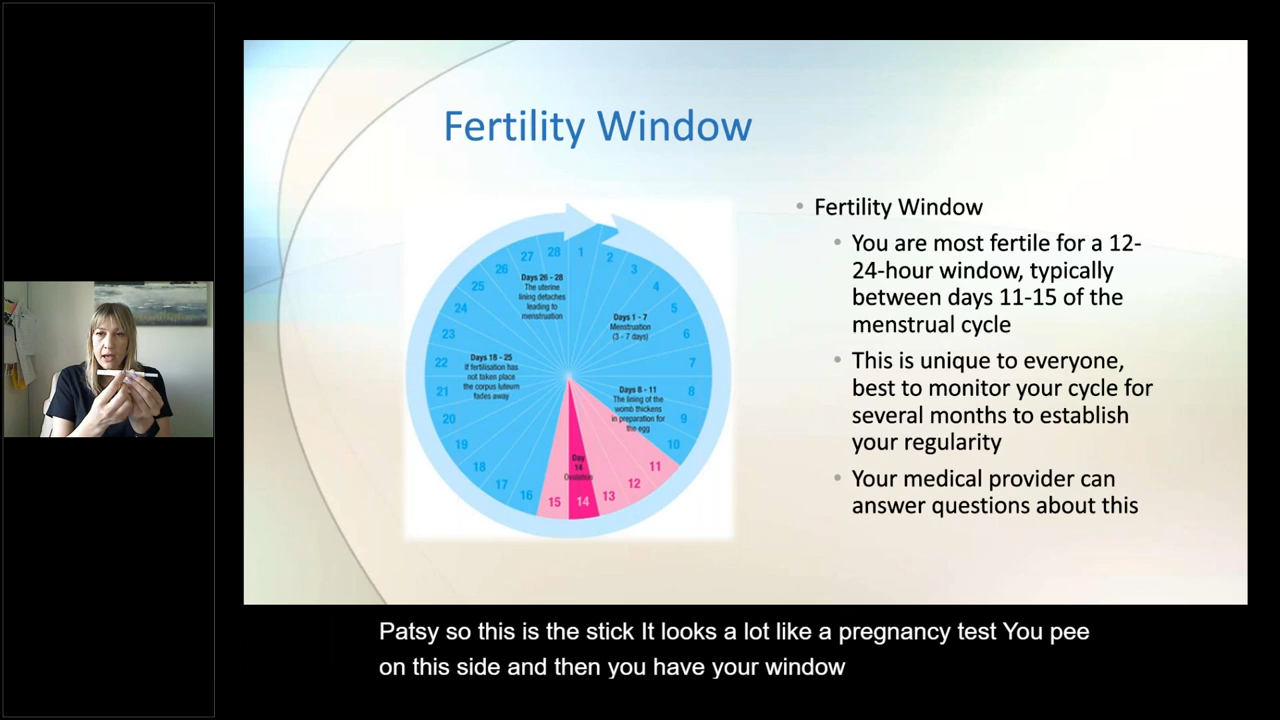 Fertility Window
27
28
1
2
26
3
Days 26 - 28
The uterine
lining detaches
leading to
menstruation
25
4
24
5
Days 1 - 7
Menstruation
(3 - 7 days)
23
6
Days 18 - 25
If fertilisation has
not taken place
the corpus luteum
fades away
22
7
21
8
Days 8 - 11
The lining of the
womb thickens
in preparation for
the egg
20
9
19
10
18
11
Day
14
Ovulation
17
12
16
15
14
13
• Fertility Window
• You are most fertile for a 12-
24-hour window, typically
between days 11-15 of the
menstrual cycle
• This is unique to everyone,
best to monitor your cycle for
several months to establish
your regularity
• Your medical provider can
answer questions about this
Patsy so this is the stick It looks a lot like a pregnancy test You pee
on this side and then you have your window